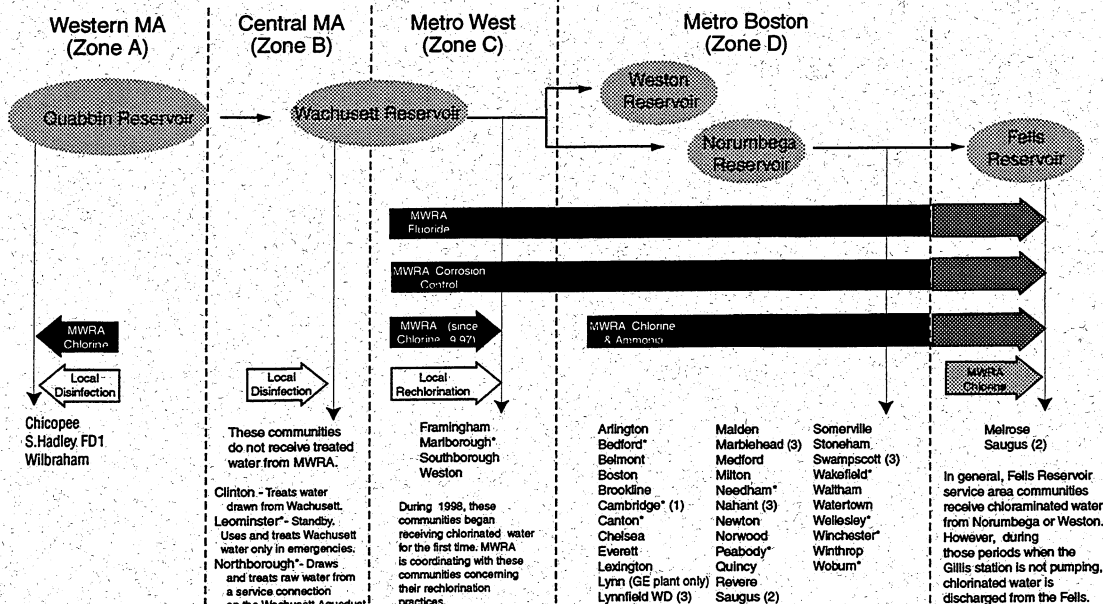 Western MA
(Zone A)
Central MA
(Zone B)
Metro West
(Zone C)
Metro Boston
(Zone D)
Quabbin Reservoir
Wachusett Reservoir
Weston
Reservoir
Norumbega
Reservoir
Fells
Reservoir
MWRA
Fluoride
MWRA Corrosion
Control
MWRA
Chlorine
MWRA (since
Chlorine 9.97)
MWRA Chlorine
& Ammonia
Local
Disinfection
Local
Disinfection
Local
Rechlorination
MWRA
Chlorine
Chicopee
S.Hadley FD1
Wilbraham
These communities
do not receive treated
water from MWRA.
Clinton - Treats water
drawn from Wachusett.
Leominster* - Standby.
Uses and treats Wachusett
water only in emergencies.
Northborough* - Draws
and treats raw water from
a service connection
on the Wachusett Aqueduct
Framingham
Marlborough*
Southborough
Weston
During 1998, these
communities began
receiving chlorinated water
for the first time. MWRA
is coordinating with these
communities concerning
their rechlorination
practices.
Arlington
Bedford*
Belmont
Boston
Brookline
Cambridge* (1)
Canton*
Chelsea
Everett
Lexington
Lynn (GE plant only)
Lynnfield WD (3)
Malden
Marblehead (3)
Medford
Milton
Needham*
Nahant (3)
Newton
Norwood
Peabody*
Quincy
Revere
Saugus (2)
Somerville
Stoneham
Swampscott (3)
Wakefield*
Waltham
Watertown
Wellesley*
Winchester*
Winthrop
Woburn*
Melrose
Saugus (2)
In general, Fells Reservoir
service area communities
receive chloraminated water
from Norumbega or Weston.
However, during
those periods when the
Gillis station is not pumping,
chlorinated water is
discharged from the Fells.